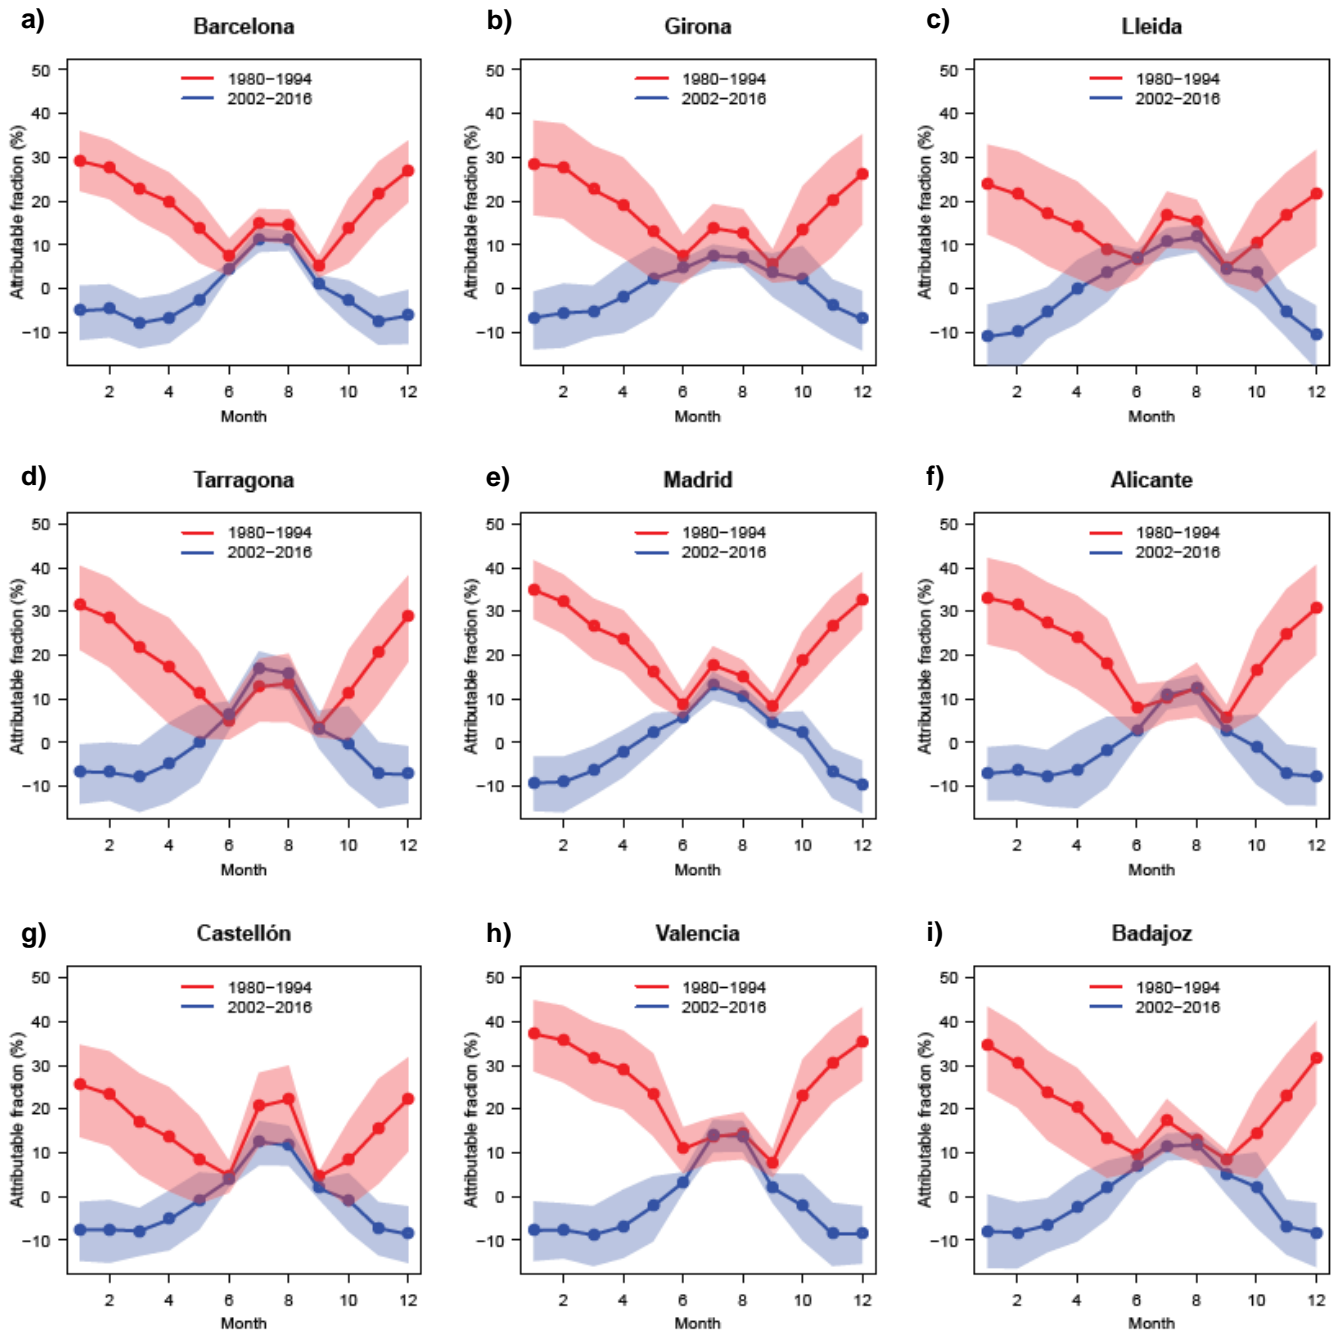 a) Barcelona
1980−1994
2002−2016
50
40
30
20
10
0
−10
Attributable fraction (%)
2 4 6 8 10 12
Month
b) Girona
1980−1994
2002−2016
50
40
30
20
10
0
−10
Attributable fraction (%)
2 4 6 8 10 12
Month
c) Lleida
1980−1994
2002−2016
50
40
30
20
10
0
−10
Attributable fraction (%)
2 4 6 8 10 12
Month
d) Tarragona
1980−1994
2002−2016
50
40
30
20
10
0
−10
Attributable fraction (%)
2 4 6 8 10 12
Month
e) Madrid
1980−1994
2002−2016
50
40
30
20
10
0
−10
Attributable fraction (%)
2 4 6 8 10 12
Month
f) Alicante
1980−1994
2002−2016
50
40
30
20
10
0
−10
Attributable fraction (%)
2 4 6 8 10 12
Month
g) Castellón
1980−1994
2002−2016
50
40
30
20
10
0
−10
Attributable fraction (%)
2 4 6 8 10 12
Month
h) Valencia
1980−1994
2002−2016
50
40
30
20
10
0
−10
Attributable fraction (%)
2 4 6 8 10 12
Month
i) Badajoz
1980−1994
2002−2016
50
40
30
20
10
0
−10
Attributable fraction (%)
2 4 6 8 10 12
Month